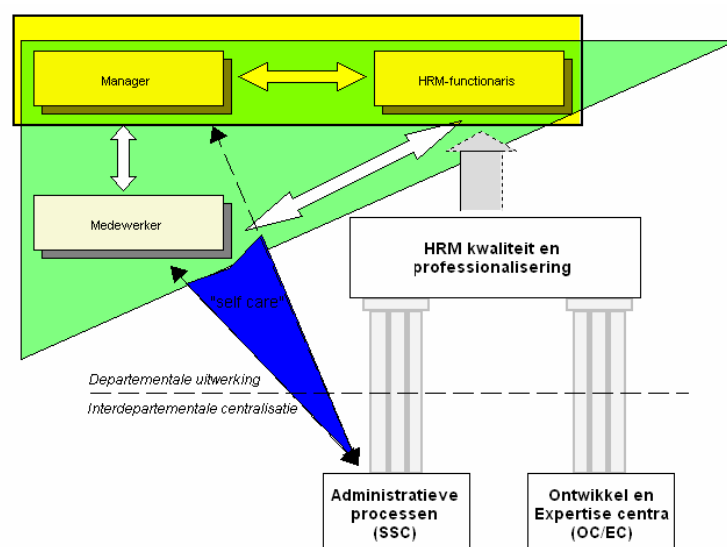 Manager
HRM-functionaris
Medewerker
HRM kwaliteit en
professionalisering
"self care"
Departementale uitwerking
Interdepartementale centralisatie
Administratieve
processen
(SSC)
Ontwikkel en
Expertise centra
(OC/EC)